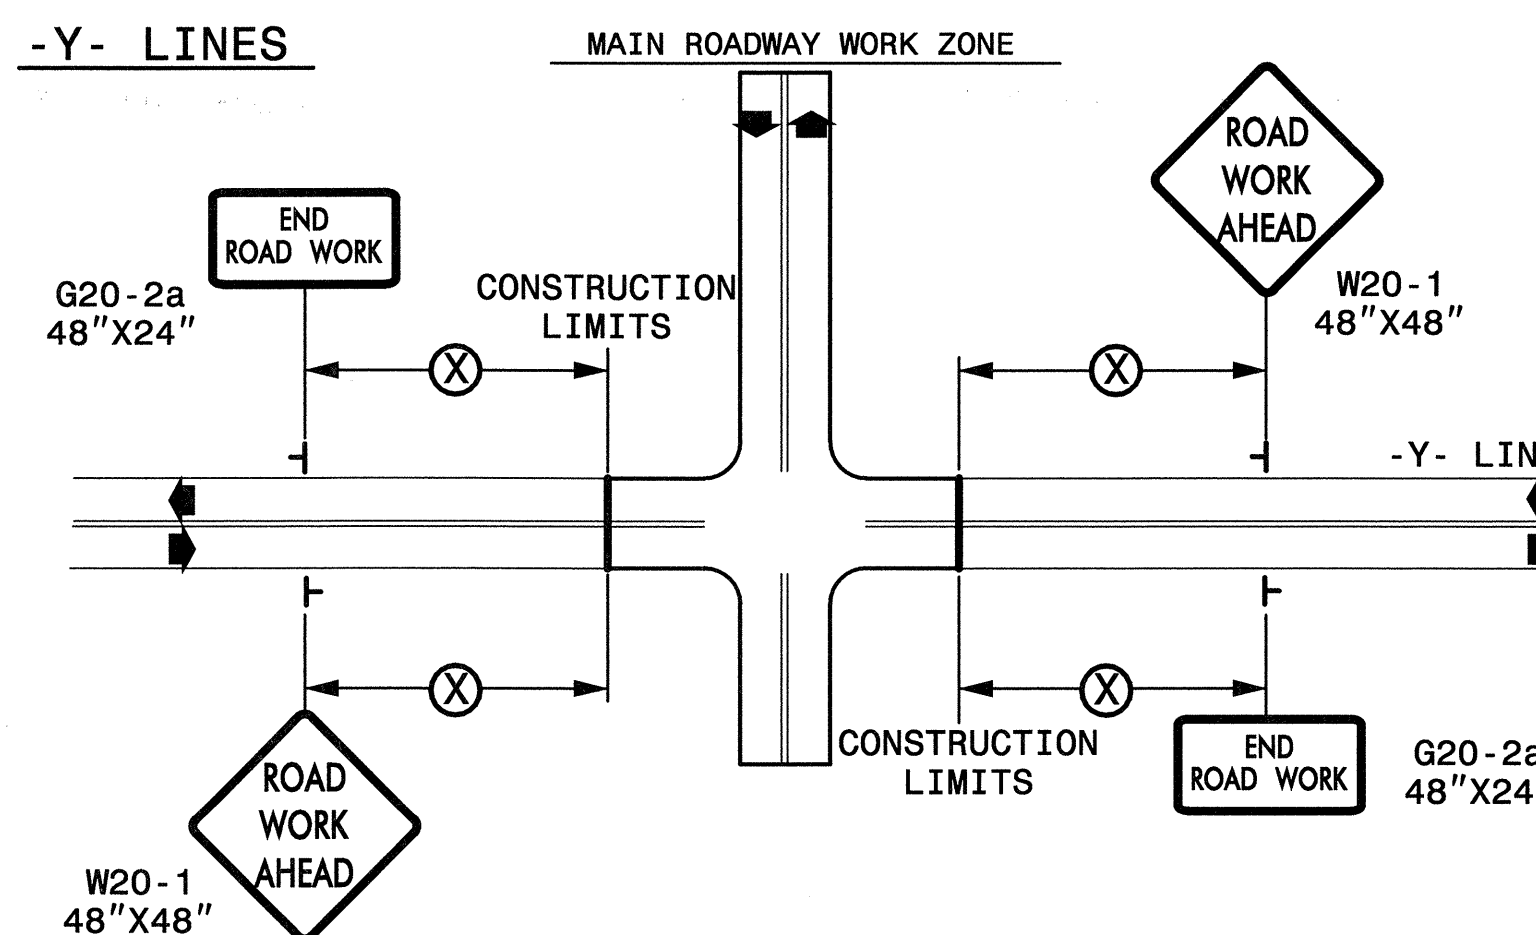 -Y- LINES
MAIN ROADWAY WORK ZONE
ROAD
WORK
AHEAD
END
ROAD WORK
G20-2a
48"X24"
CONSTRUCTION
LIMITS
W20-1
48"X48"
X
X
-Y- LIN
X
X
CONSTRUCTION
LIMITS
END
ROAD WORK
G20-2a
48"X24
ROAD
WORK
AHEAD
W20-1
48"X48"